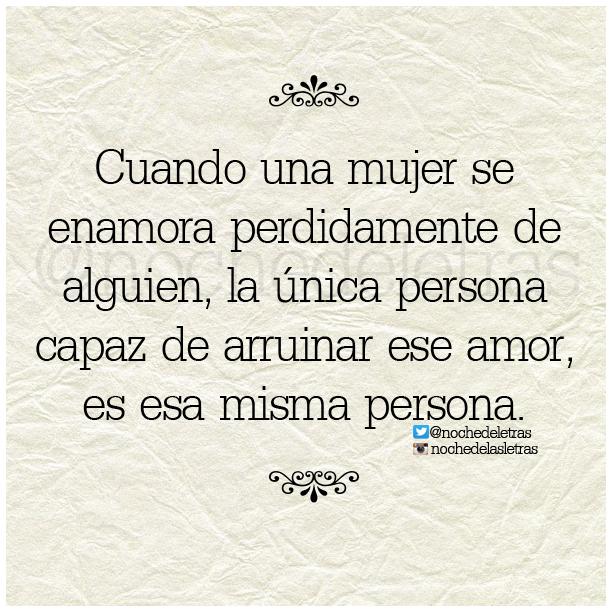 Cuando una mujer se
enamora perdidamente de
@nochedeletras
alguien, la única persona
capaz de arruinar ese amor,
es esa misma persona.
@nochedeletras
nochedelasletras